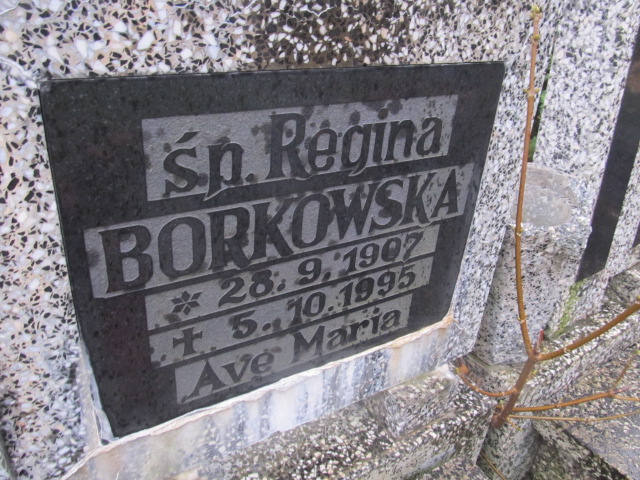 śp. Regina
BORKOWSKA
* 28. 9. 1907
✝ 5. 10. 1995
Ave Maria